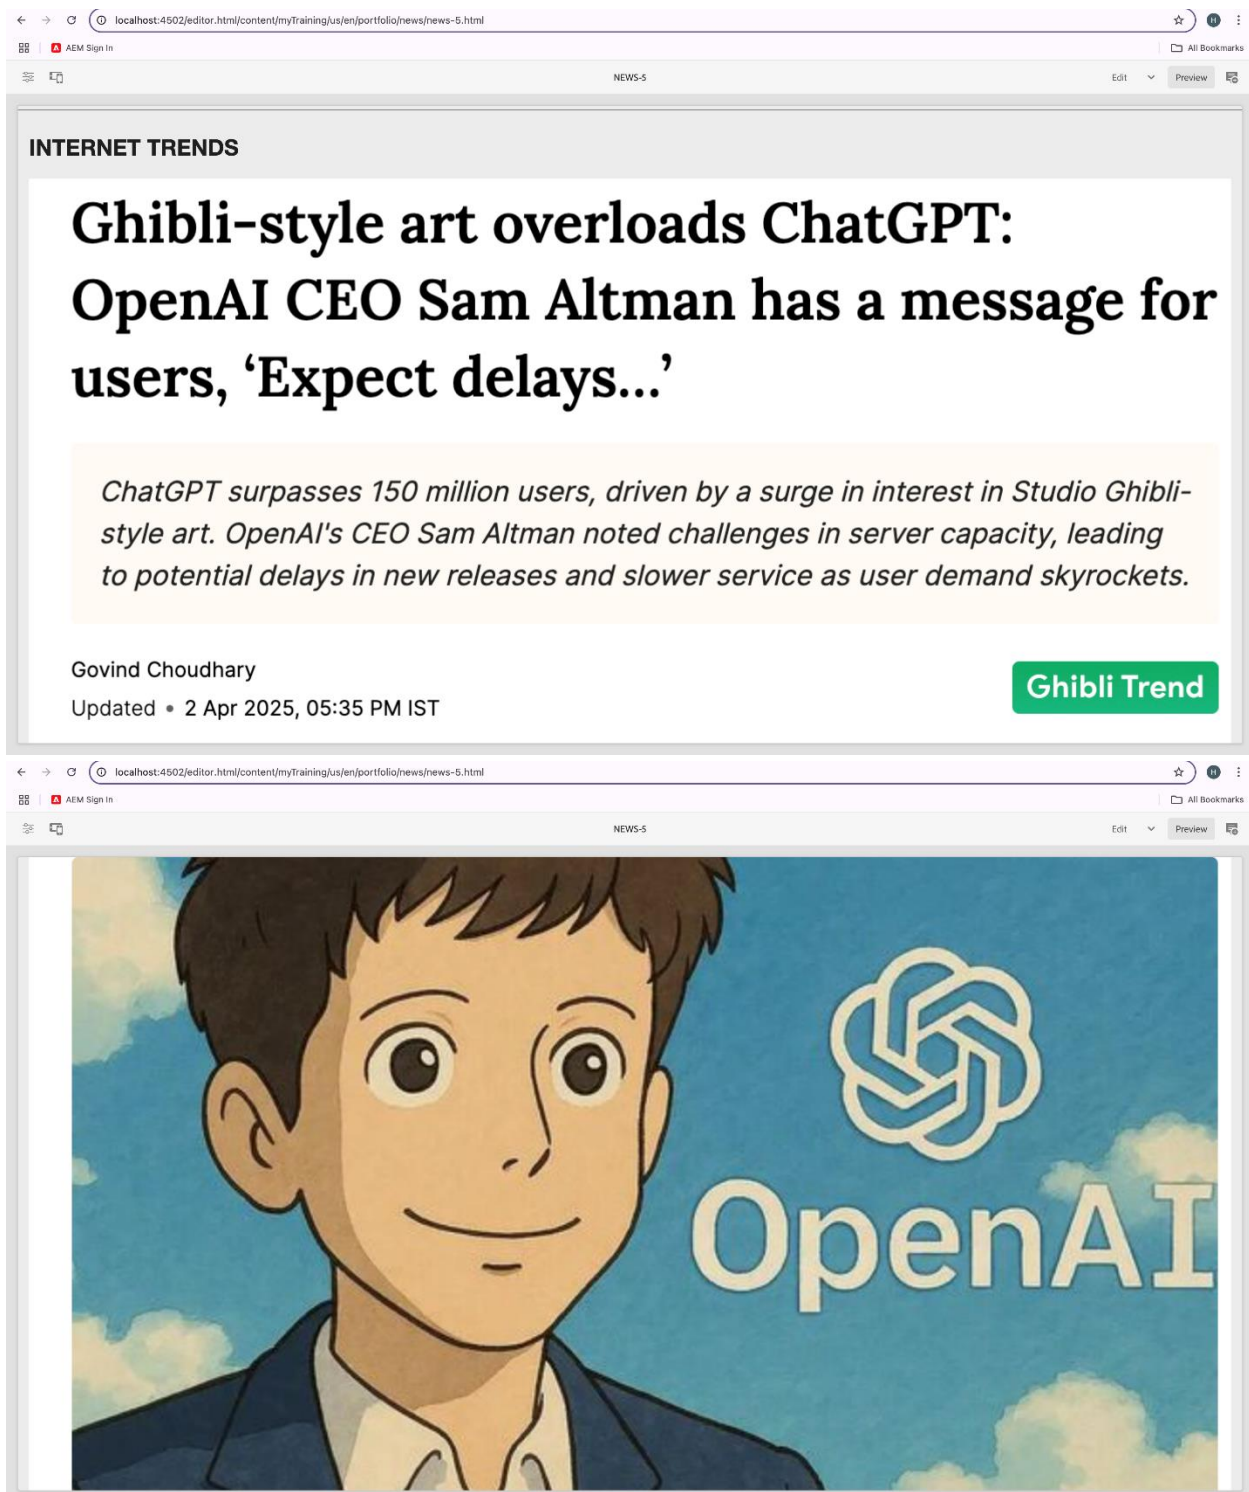 localhost:4502/editor.html/content/myTraining/us/en/portfolio/news/news-5.html
H
AEM Sign In
All Bookmarks
NEWS-5
Edit
Preview
INTERNET TRENDS
Ghibli-style art overloads ChatGPT:
OpenAI CEO Sam Altman has a message for
users, ‘Expect delays...’
ChatGPT surpasses 150 million users, driven by a surge in interest in Studio Ghibli-
style art. OpenAI's CEO Sam Altman noted challenges in server capacity, leading
to potential delays in new releases and slower service as user demand skyrockets.
Govind Choudhary
Updated • 2 Apr 2025, 05:35 PM IST
Ghibli Trend
localhost:4502/editor.html/content/myTraining/us/en/portfolio/news/news-5.html
H
AEM Sign In
All Bookmarks
NEWS-5
Edit
Preview
OpenAI